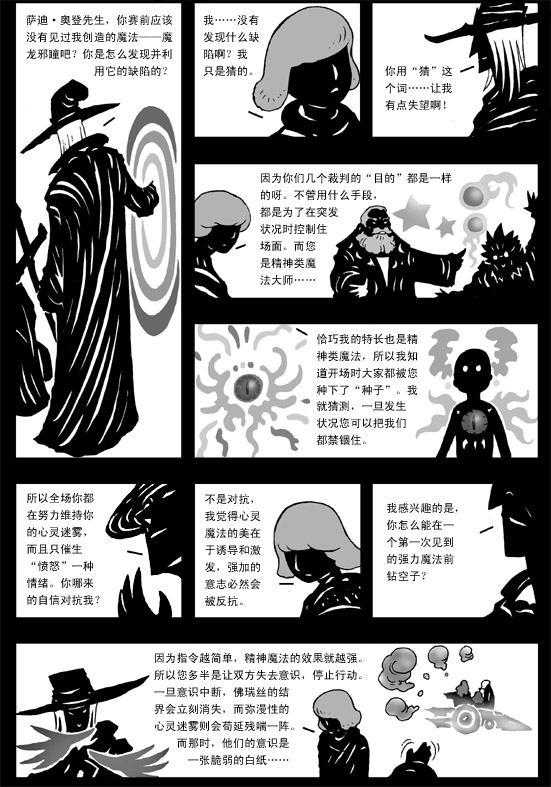 萨迪·奥登先生，你赛前应该
没有见过我创造的魔法——魔
龙邪瞳吧？你是怎么发现并利
用它的缺陷的？
我……没有
发现什么缺
陷啊？我
只是猜的。
你用“猜”这
个词……让我
有点失望啊！
因为你们几个裁判的“目的”都是一样
的呀。不管用什么手段，
都是为了在突发
状况时控制住
场面。而您
是精神类魔
法大师……
恰巧我的特长也是精
神类魔法，所以我知
道开场时大家都被您
种下了“种子”。我
就猜测，一旦发生
状况您可以把我们
都禁锢住。
所以全场你都
在努力维持你
的心灵迷雾，
而且只催生
“愤怒”一种
情绪。你哪来
的自信对抗我？
不是对抗，
我觉得心灵
魔法的美在
于诱导和激
发，强加的
意志必然会
被反抗。
我感兴趣的是，
你怎么能在一
个第一次见到
的强力魔法前
钻空子？
因为指令越简单，精神魔法的效果就越强。
所以您多半是让双方失去意识，停止行动。
一旦意识中断，佛瑞丝的结
界会立刻消失，而弥漫性的
心灵迷雾则会苟延残喘一阵。
而那时，他们的意识是
一张脆弱的白纸……